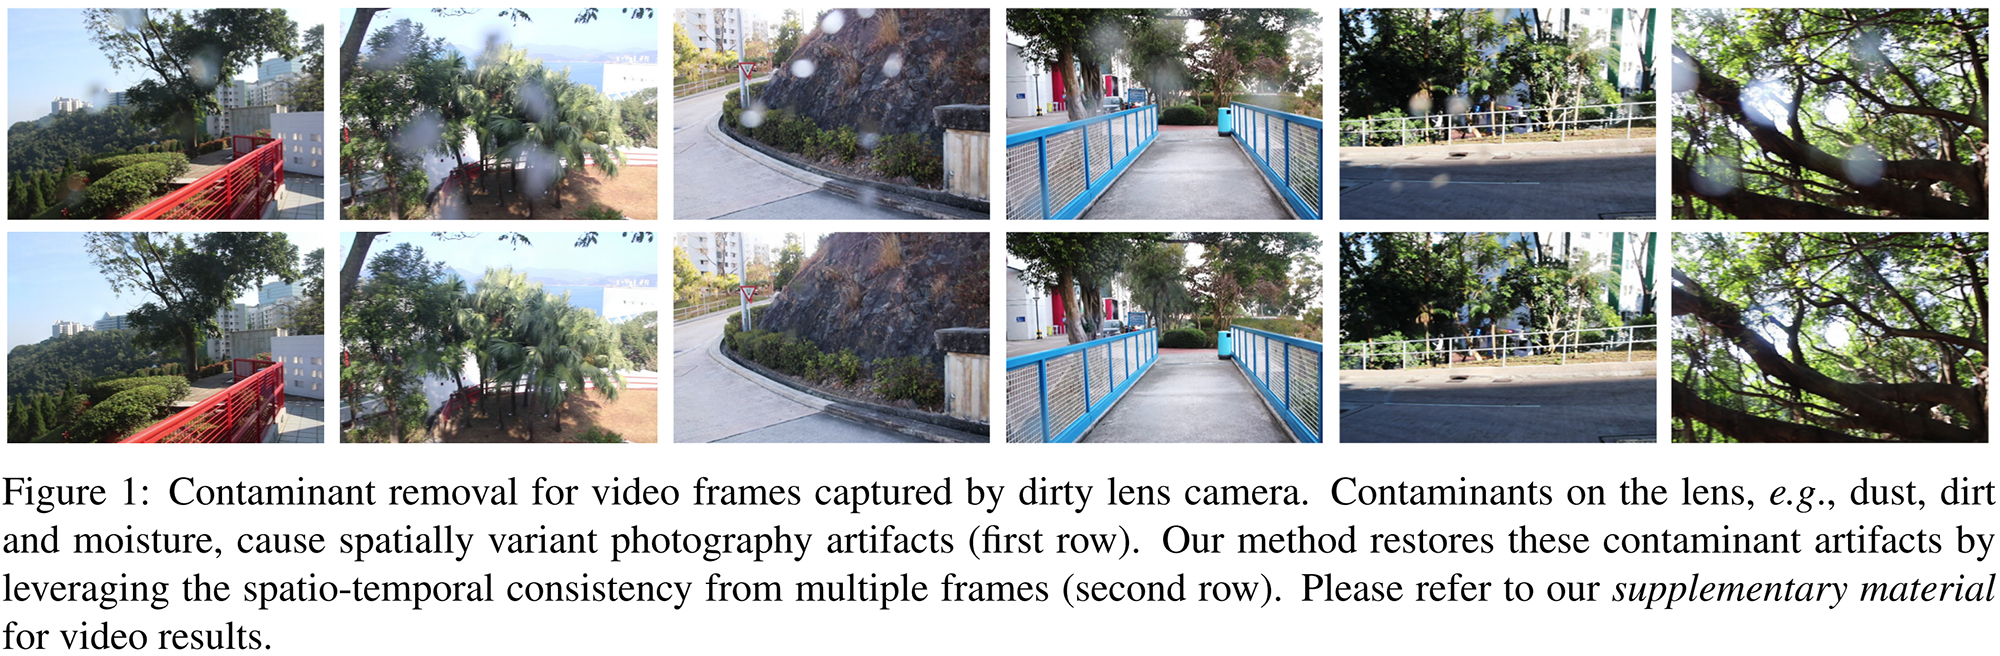 Figure 1: Contaminant removal for video frames captured by dirty lens camera. Contaminants on the lens, e.g., dust, dirt
and moisture, cause spatially variant photography artifacts (first row). Our method restores these contaminant artifacts by
leveraging the spatio-temporal consistency from multiple frames (second row). Please refer to our supplementary material
for video results.